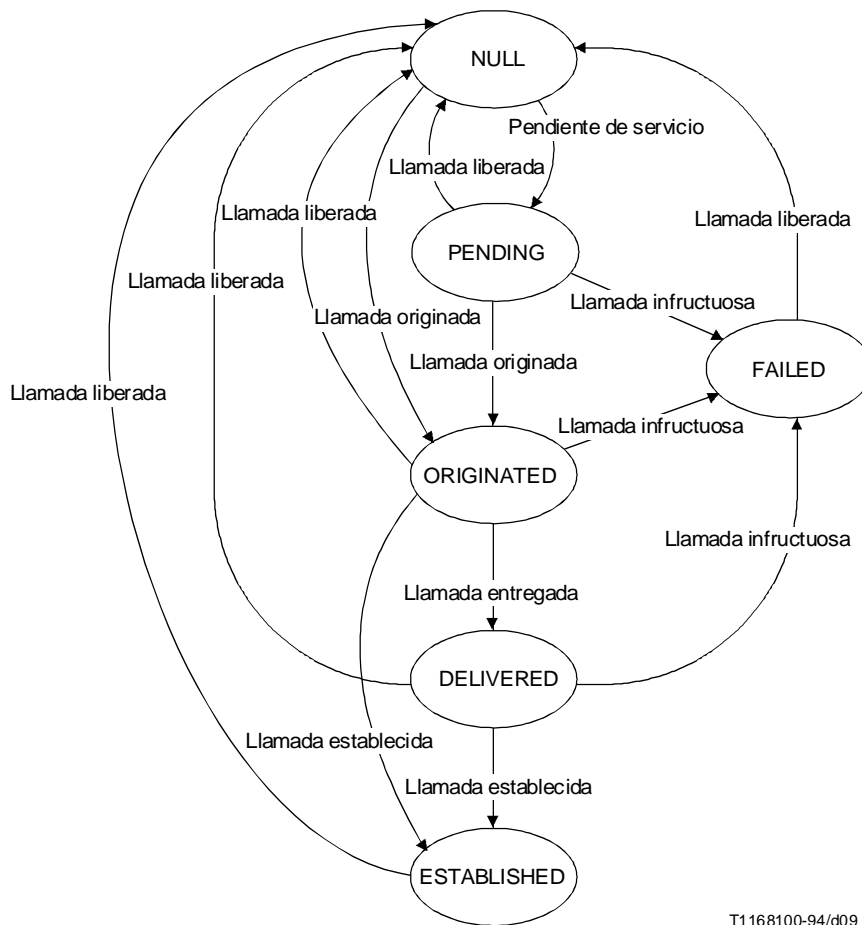 NULL
Pendiente de servicio
Llamada liberada
Llamada liberada
Llamada liberada
PENDING
Llamada liberada
Llamada infructuosa
Llamada originada
Llamada originada
FAILED
Llamada liberada
Llamada infructuosa
ORIGINATED
Llamada infructuosa
Llamada entregada
DELIVERED
Llamada establecida
Llamada establecida
ESTABLISHED
T1168100-94/d09